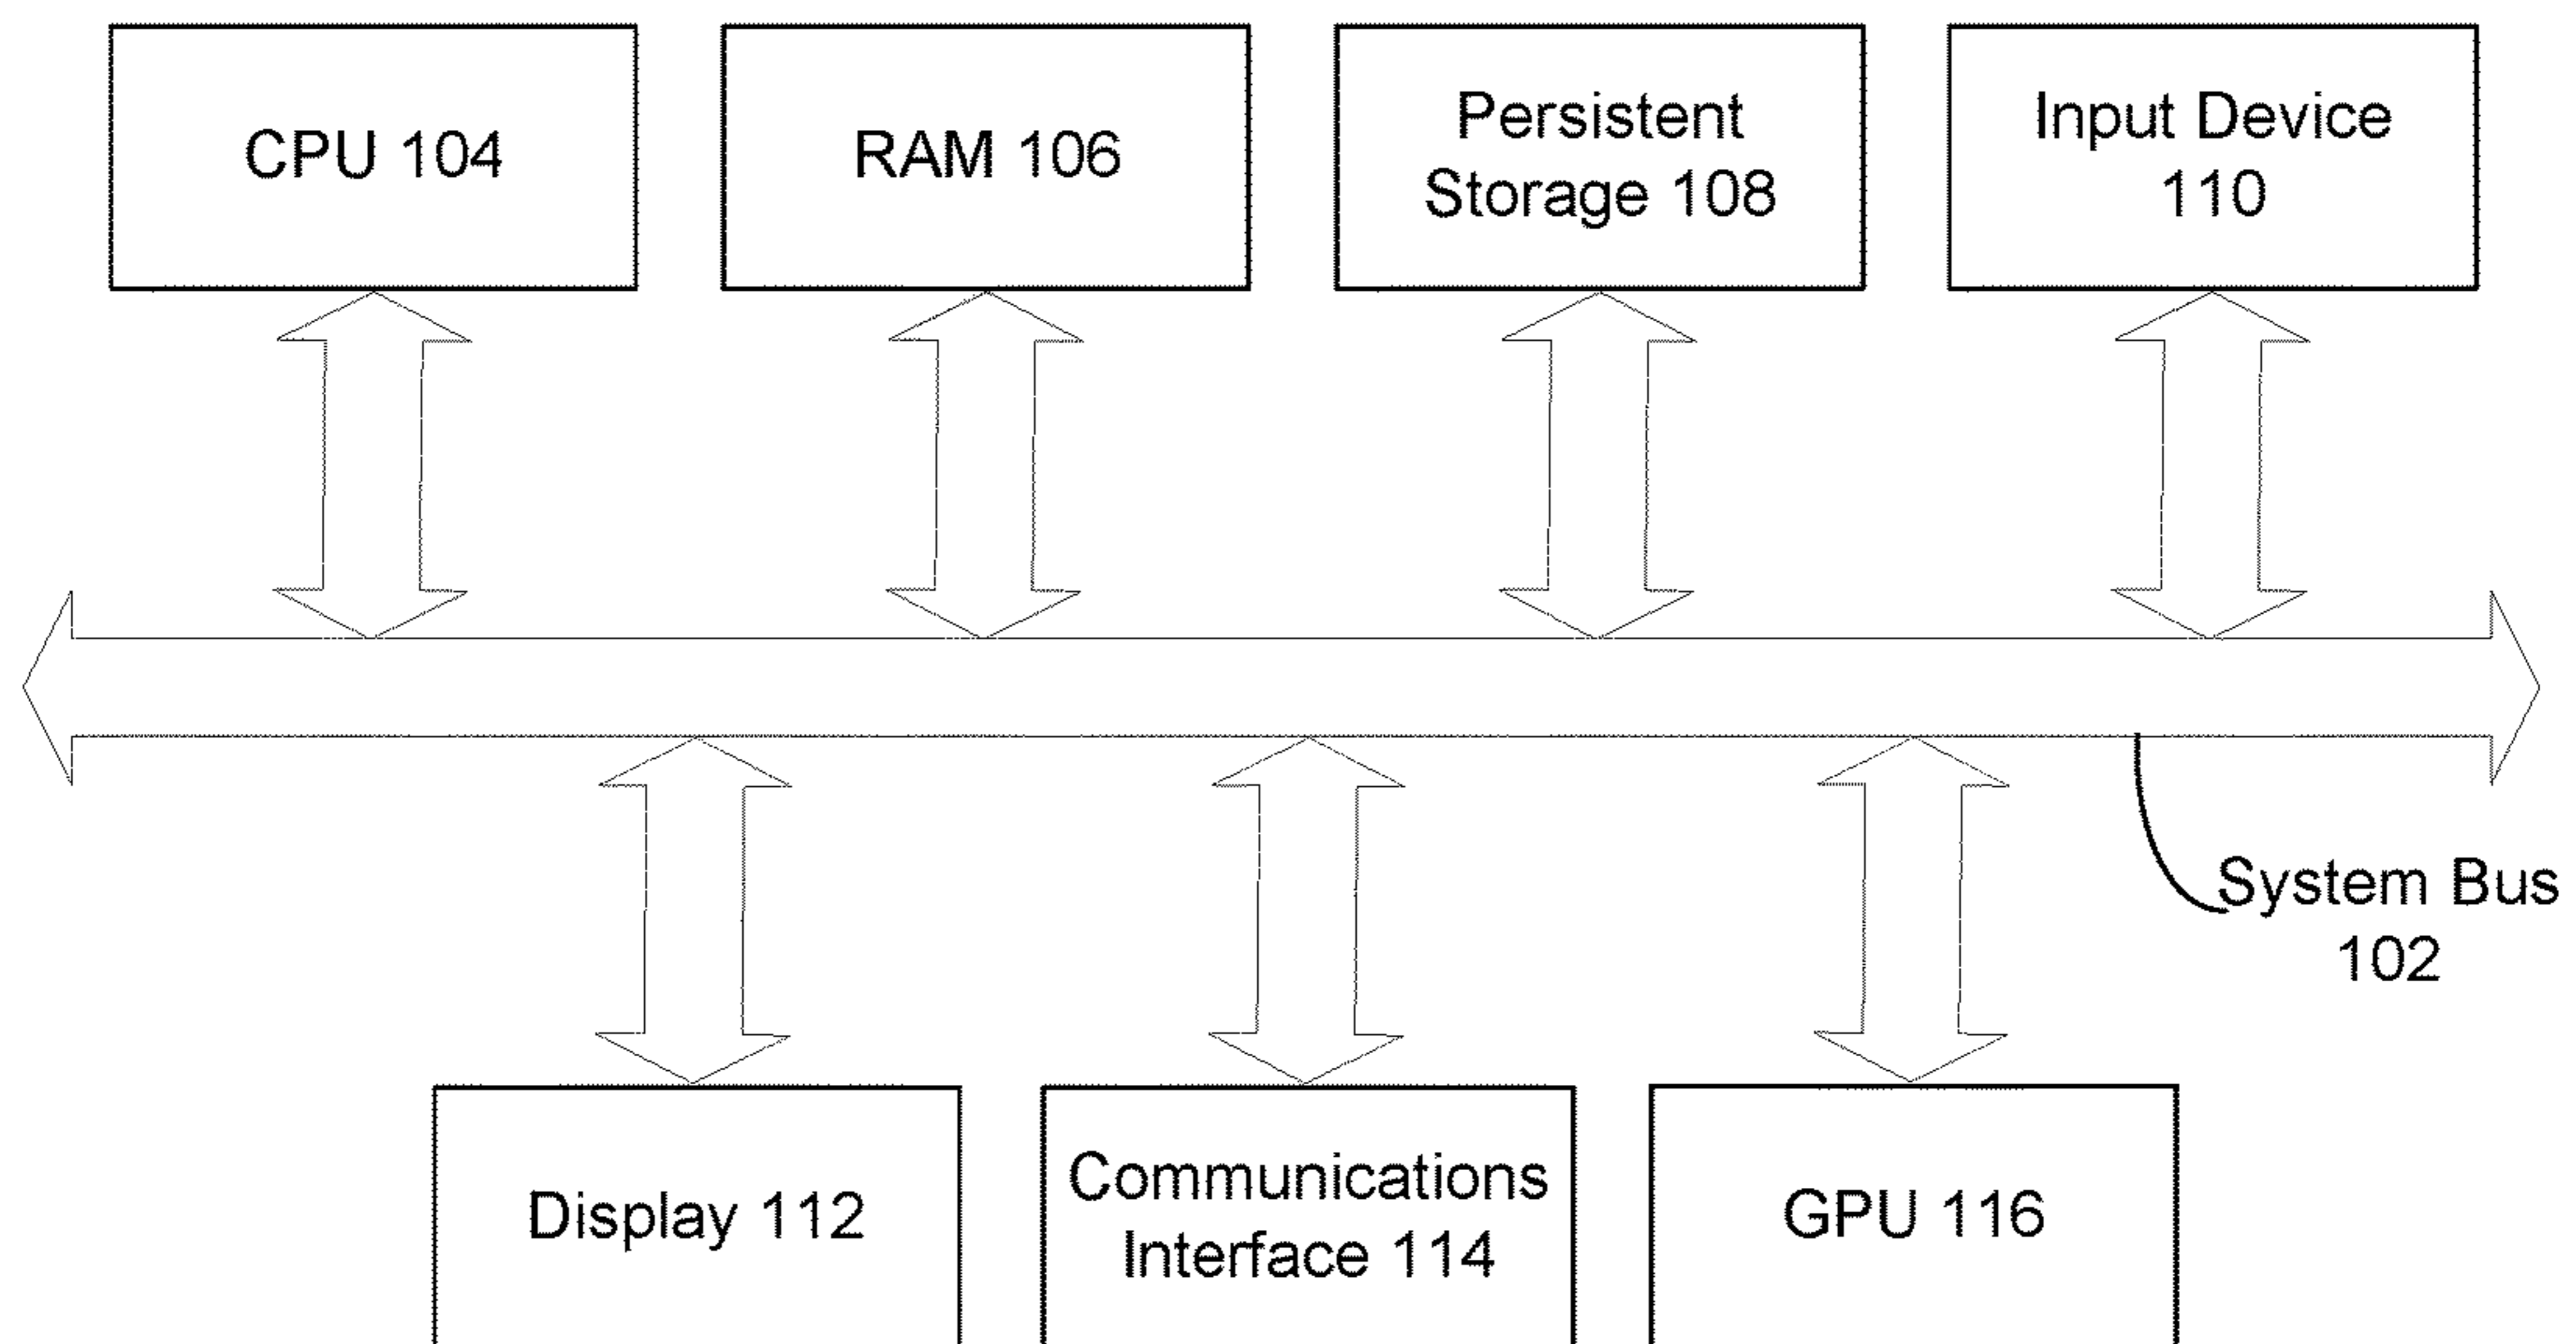 CPU 104
RAM 106
Persistent
Storage 108
Input Device
110
System Bus
102
Display 112
Communications
Interface 114
GPU 116